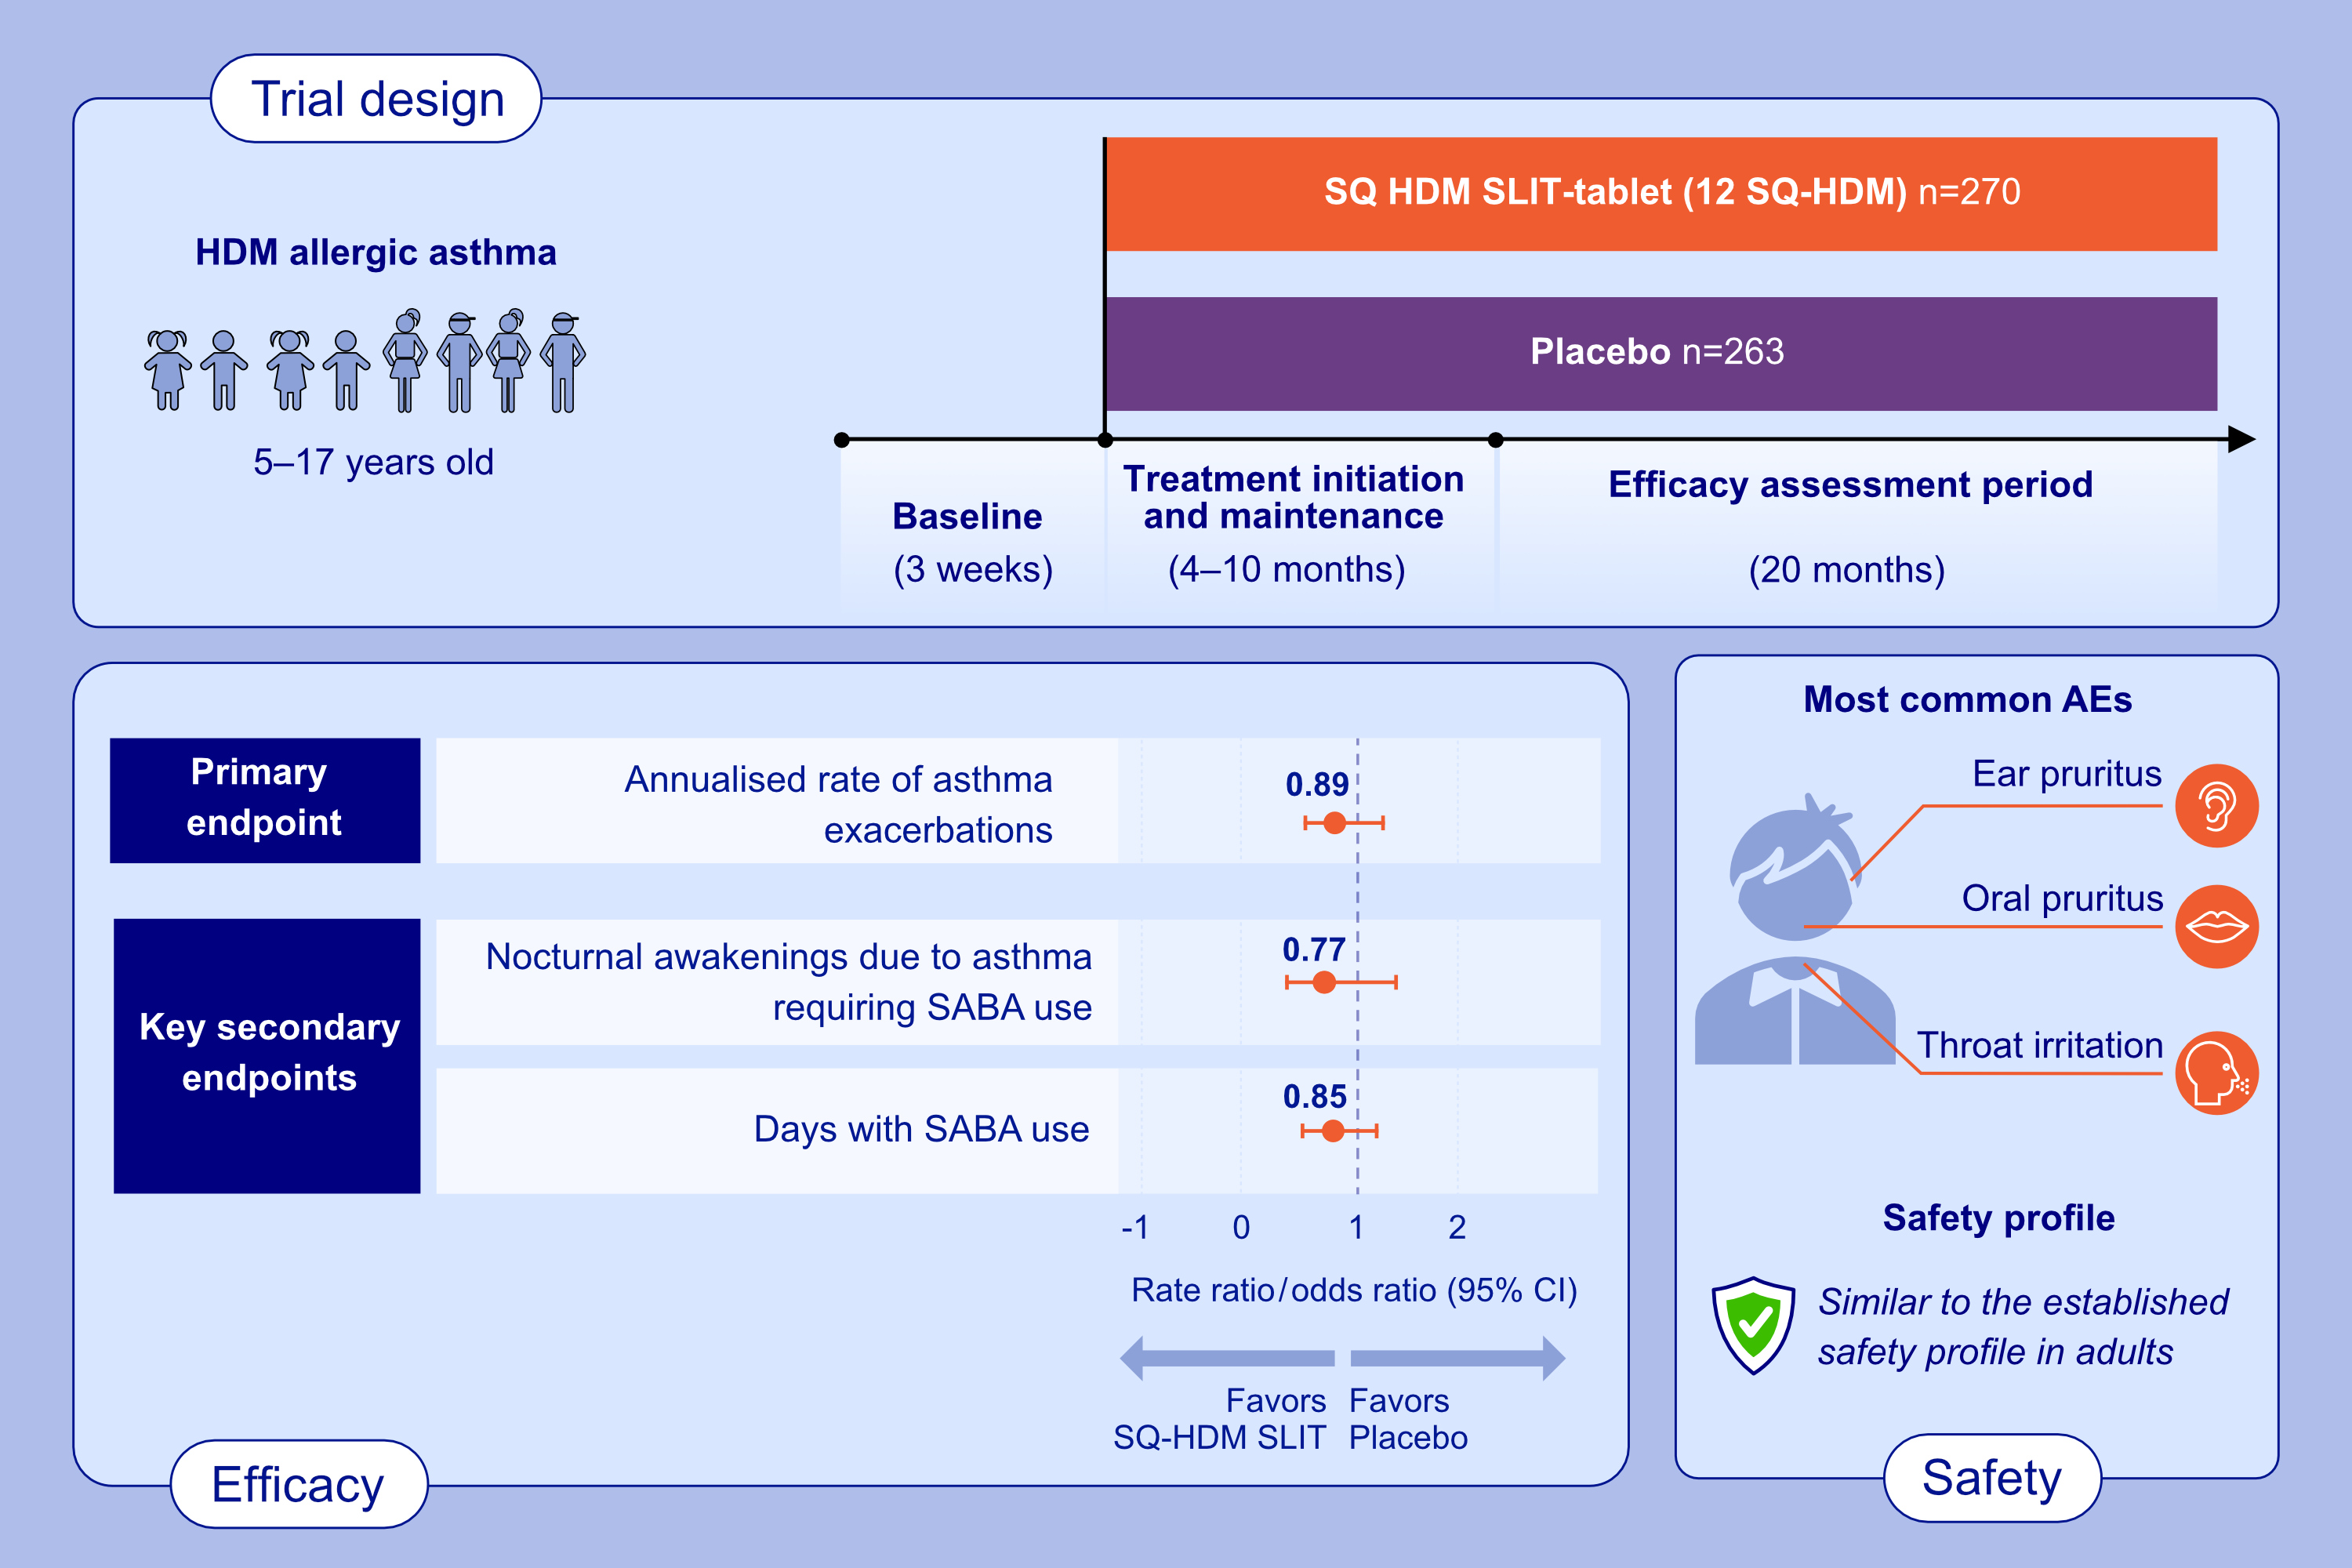 Trial design
SQ HDM SLIT-tablet (12 SQ-HDM) n=270
HDM allergic asthma
Placebo n=263
5–17 years old
Baseline
(3 weeks)
Treatment initiation
and maintenance
(4–10 months)
Efficacy assessment period
(20 months)
Primary
endpoint
Annualised rate of asthma
exacerbations
0.89
Key secondary
endpoints
Nocturnal awakenings due to asthma
requiring SABA use
0.77
Days with SABA use
0.85
-1 0 1 2
Rate ratio/odds ratio (95% CI)
Favors
SQ-HDM SLIT
Favors
Placebo
Efficacy
Most common AEs
Ear pruritus
Oral pruritus
Throat irritation
Safety profile
Similar to the established
safety profile in adults
Safety